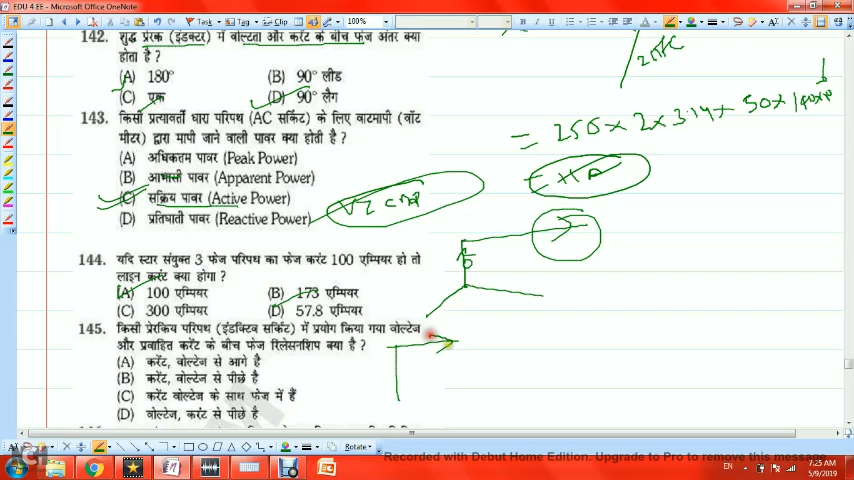 EDU 4 EE - Microsoft OneNote
Task
Tag
Clip
100%
142. शुद्ध प्रेरक (इंडक्टर) में वोल्टता और करंट के बीच फेज अंतर क्या
होता है ?
(A) 180° (B) 90° लीड
(C) एक (D) 90° लैग
143. किसी प्रत्यावर्ती धारा परिपथ (AC सर्किट) के लिए वाटमापी (वॉट
मीटर) द्वारा मापी जाने वाली पावर क्या होती है ?
(A) अधिकतम पावर (Peak Power)
(B) आभासी पावर (Apparent Power)
(C) सक्रिय पावर (Active Power)
(D) प्रतिघाती पावर (Reactive Power)
144. यदि स्टार संयुक्त 3 फेज परिपथ का फेज करंट 100 एम्पियर हो तो
लाइन करंट क्या होगा ?
(A) 100 एम्पियर (B) 173 एम्पियर
(C) 300 एम्पियर (D) 57.8 एम्पियर
145. किसी प्रेरकिय परिपथ (इंडक्टिव सर्किट) में प्रयोग किया गया वोल्टेज
और प्रवाहित करेंट के बीच फेज रिलेसनशिप क्या है ?
(A) करेंट, वोल्टेज से आगे है
(B) करेंट, वोल्टेज से पीछे है
(C) करेंट वोल्टेज के साथ फेज में हैं
(D) वोल्टेज, करंट से पीछे है
2πfC
= 250 × 2 × 3.14 × 50 ×
Rotate
Recorded with Debut Home Edition. Upgrade to Pro to remove this message
EN
7:25 AM
5/9/2019